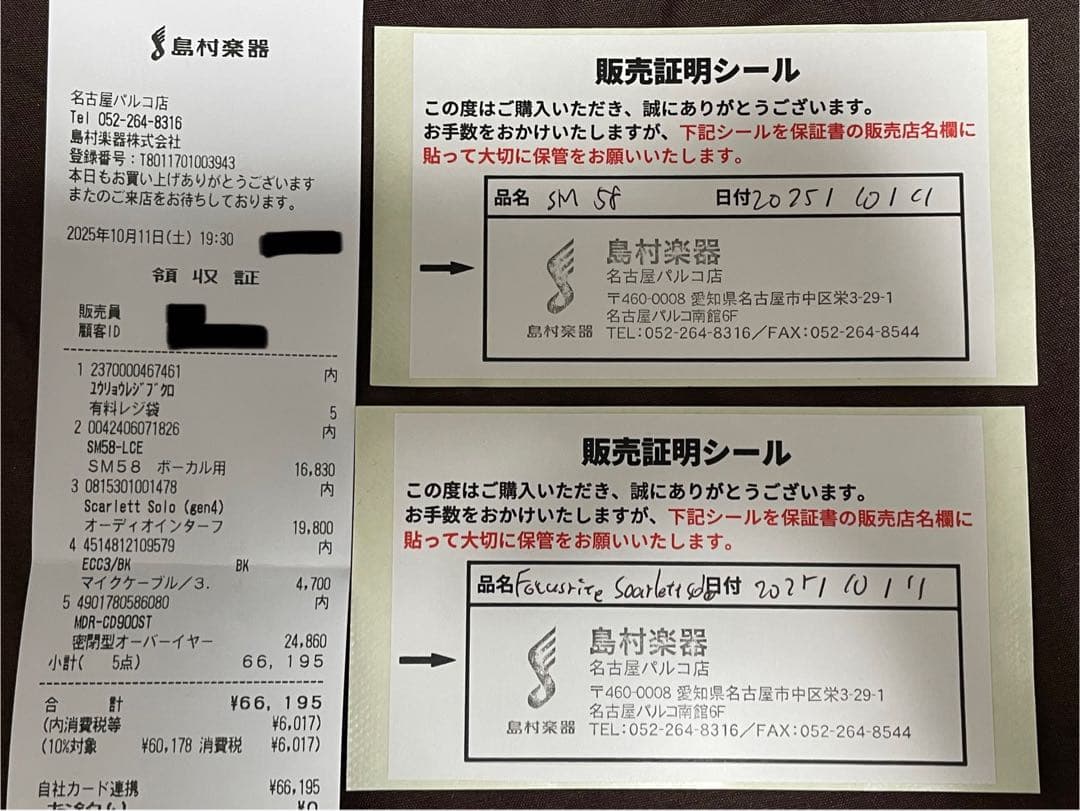 島村楽器
名古屋パルコ店
Tel 052-264-8316
島村楽器株式会社
登録番号：T8011701003943
本日もお買い上げありがとうございます
またのご来店をお待ちしております。
2025年10月11日(土) 19:30
領 収 証
販売員
顧客ID
1 2370000467461 内
ﾕｳﾘｮｳﾚｼﾞﾌﾞｸﾛ
有料レジ袋 5
2 0042406071826 内
SM58-LCE
ＳＭ５８ ボーカル用 16,830
3 0815301001478 内
Scarlett Solo (gen4)
オーディオインターフ 19,800
4 4514812109579 内
ECC3/BK BK
マイクケーブル／３. 4,700
5 4901780586080 内
MDR-CD900ST
密閉型オーバーイヤー 24,860
小計( 5点) 66,195
合 計 ¥66,195
(内消費税等 ¥6,017)
(10%対象 ¥60,178 消費税 ¥6,017)
自社カード連携 ¥66,195
¥0
販売証明シール
この度はご購入いただき、誠にありがとうございます。
お手数をおかけいたしますが、下記シールを保証書の販売店名欄に
貼って大切に保管をお願いいたします。
品名 SM 58 日付 2025/10/11
島村楽器
名古屋パルコ店
〒460-0008 愛知県名古屋市中区栄3-29-1
名古屋パルコ南館6F
島村楽器 TEL:052-264-8316／FAX:052-264-8544
販売証明シール
この度はご購入いただき、誠にありがとうございます。
お手数をおかけいたしますが、下記シールを保証書の販売店名欄に
貼って大切に保管をお願いいたします。
品名 Focusrite Scarlett 日付 2025/10/11
島村楽器
名古屋パルコ店
〒460-0008 愛知県名古屋市中区栄3-29-1
名古屋パルコ南館6F
島村楽器 TEL:052-264-8316／FAX:052-264-8544